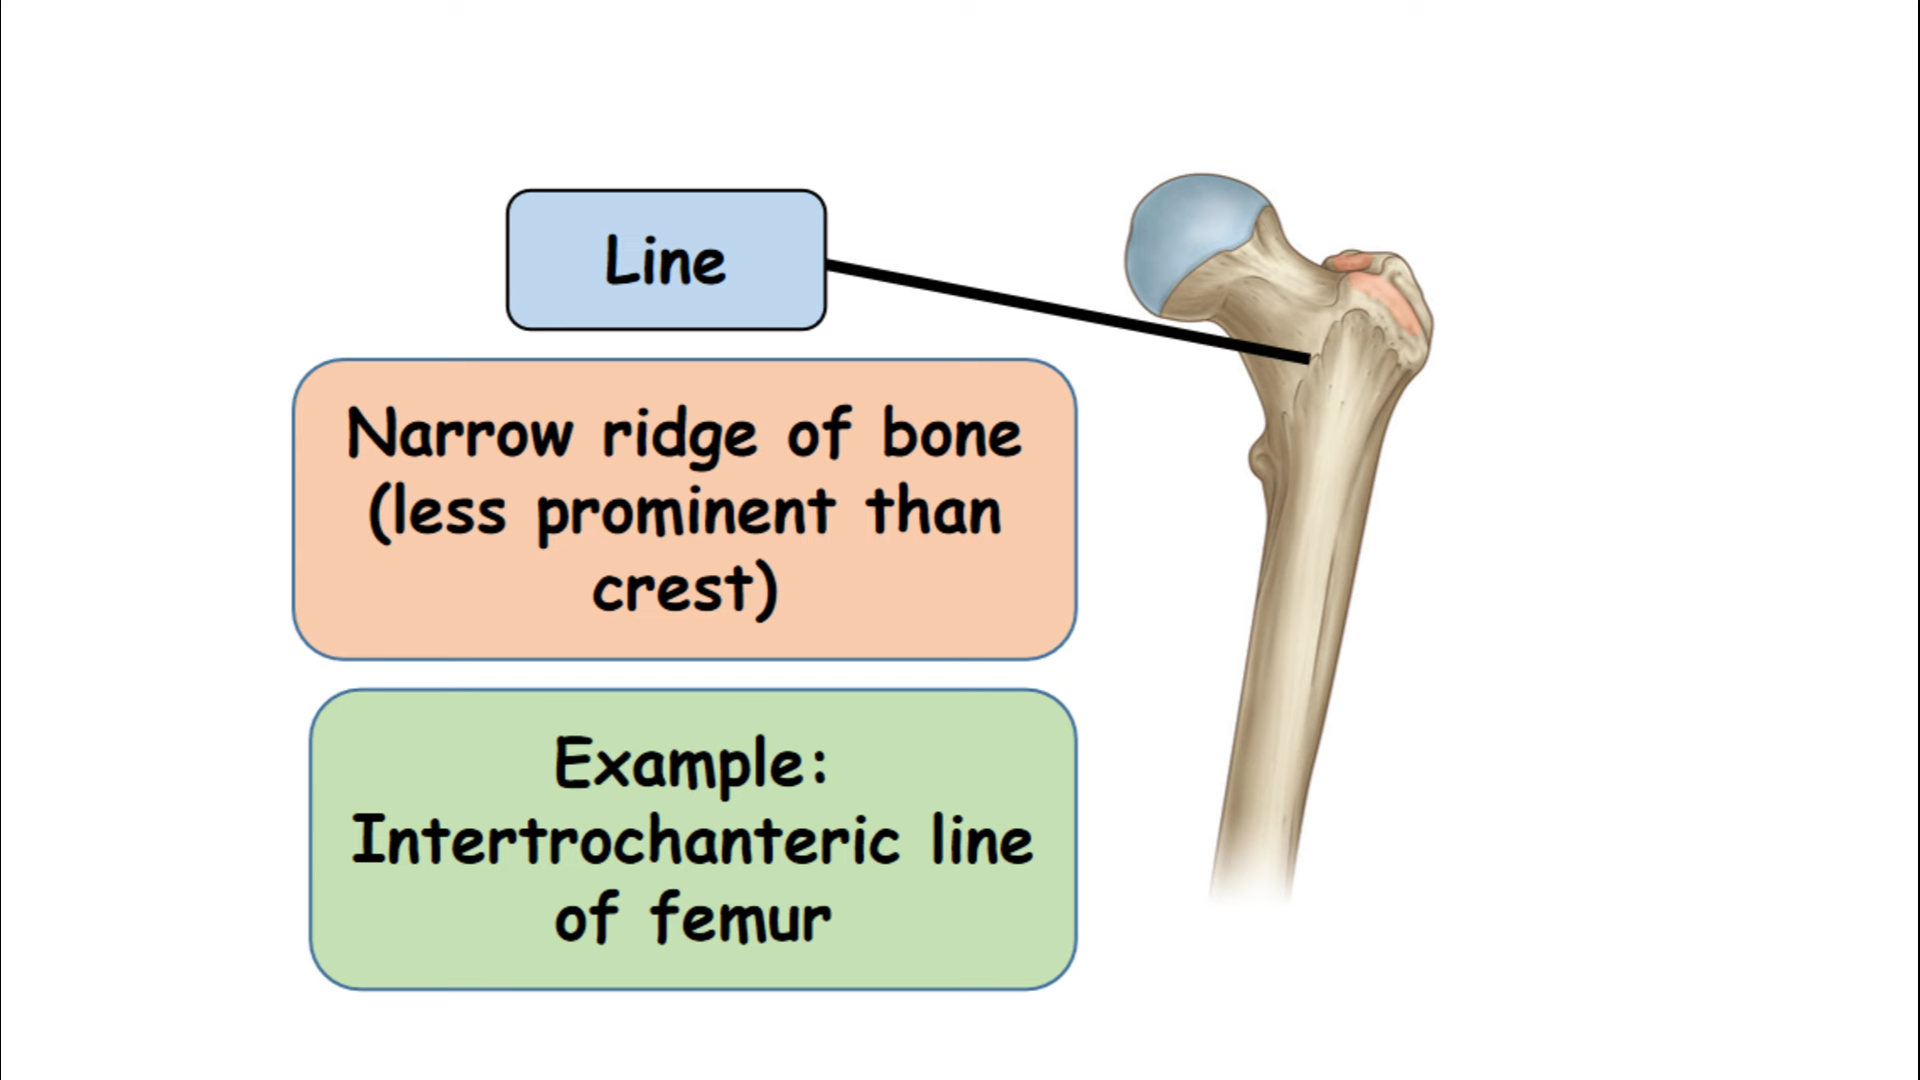 Line
Narrow ridge of bone
(less prominent than
crest)
Example:
Intertrochanteric line
of femur